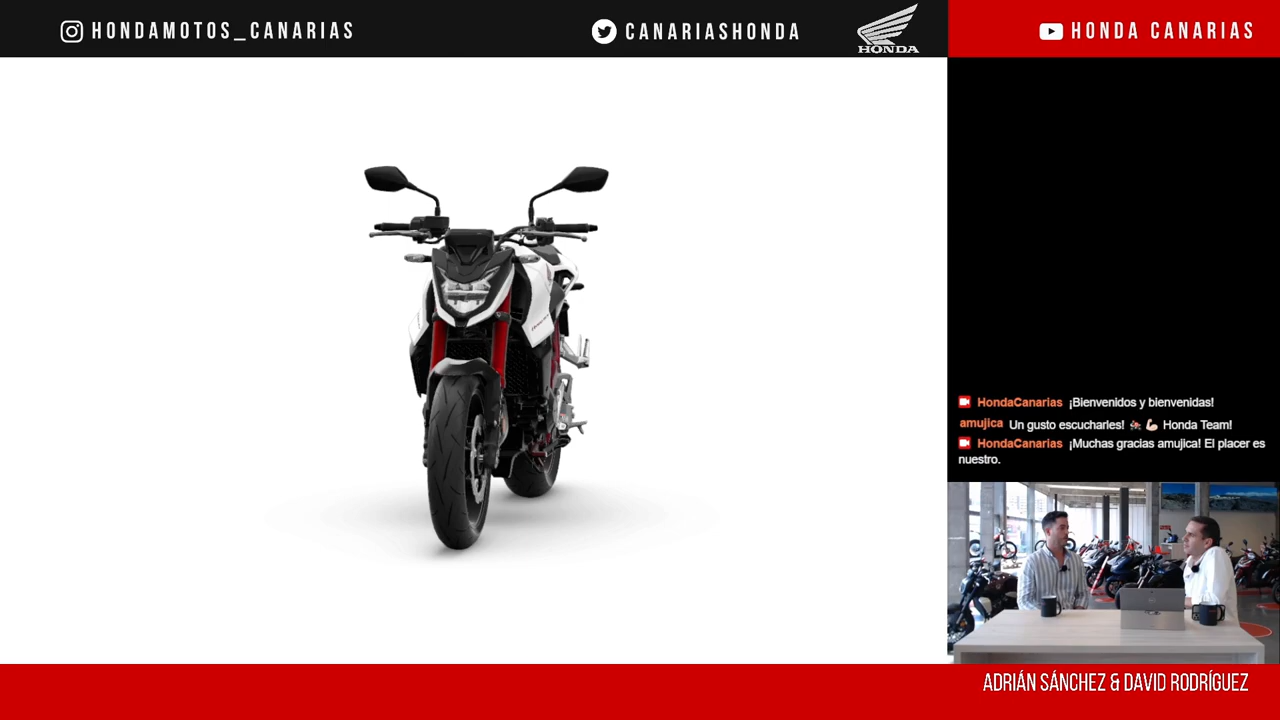 HONDAMOTOS_CANARIAS
CANARIASHONDA
HONDA
HONDA CANARIAS
HondaCanarias ¡Bienvenidos y bienvenidas!
amujica Un gusto escucharles! 🏍️ 💪🏻 Honda Team!
HondaCanarias ¡Muchas gracias amujica! El placer es
nuestro.
ADRIÁN SÁNCHEZ & DAVID RODRÍGUEZ